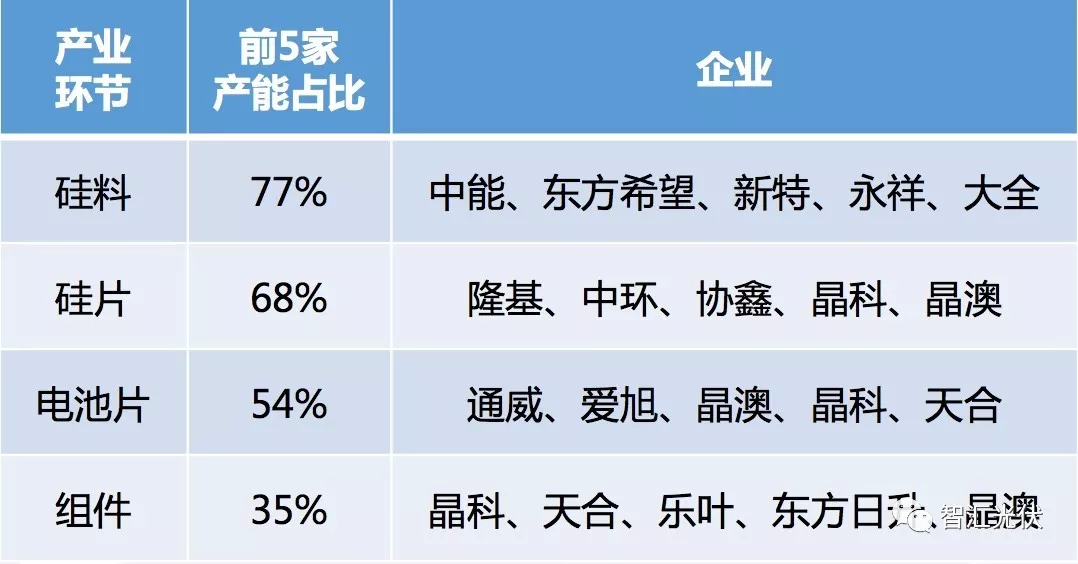 产业
环节
前5家
产能占比
企业
硅料
77%
中能、东方希望、新特、永祥、大全
硅片
68%
隆基、中环、协鑫、晶科、晶澳
电池片
54%
通威、爱旭、晶澳、晶科、天合
组件
35%
晶科、天合、乐叶、东方日升、晶澳
智汇光伏